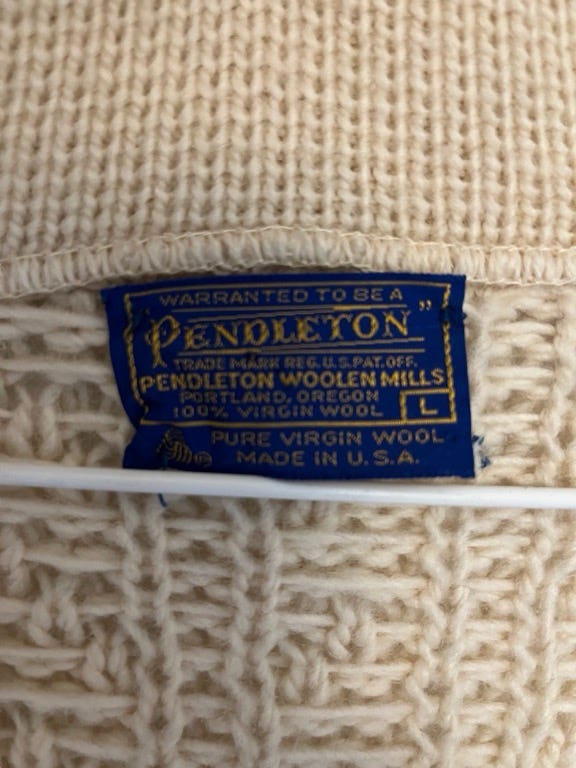 WARRANTED TO BE A
"PENDLETON"
TRADE MARK REG. U.S. PAT. OFF.
PENDLETON WOOLEN MILLS
PORTLAND, OREGON
100% VIRGIN WOOL L
PURE VIRGIN WOOL
MADE IN U.S.A.